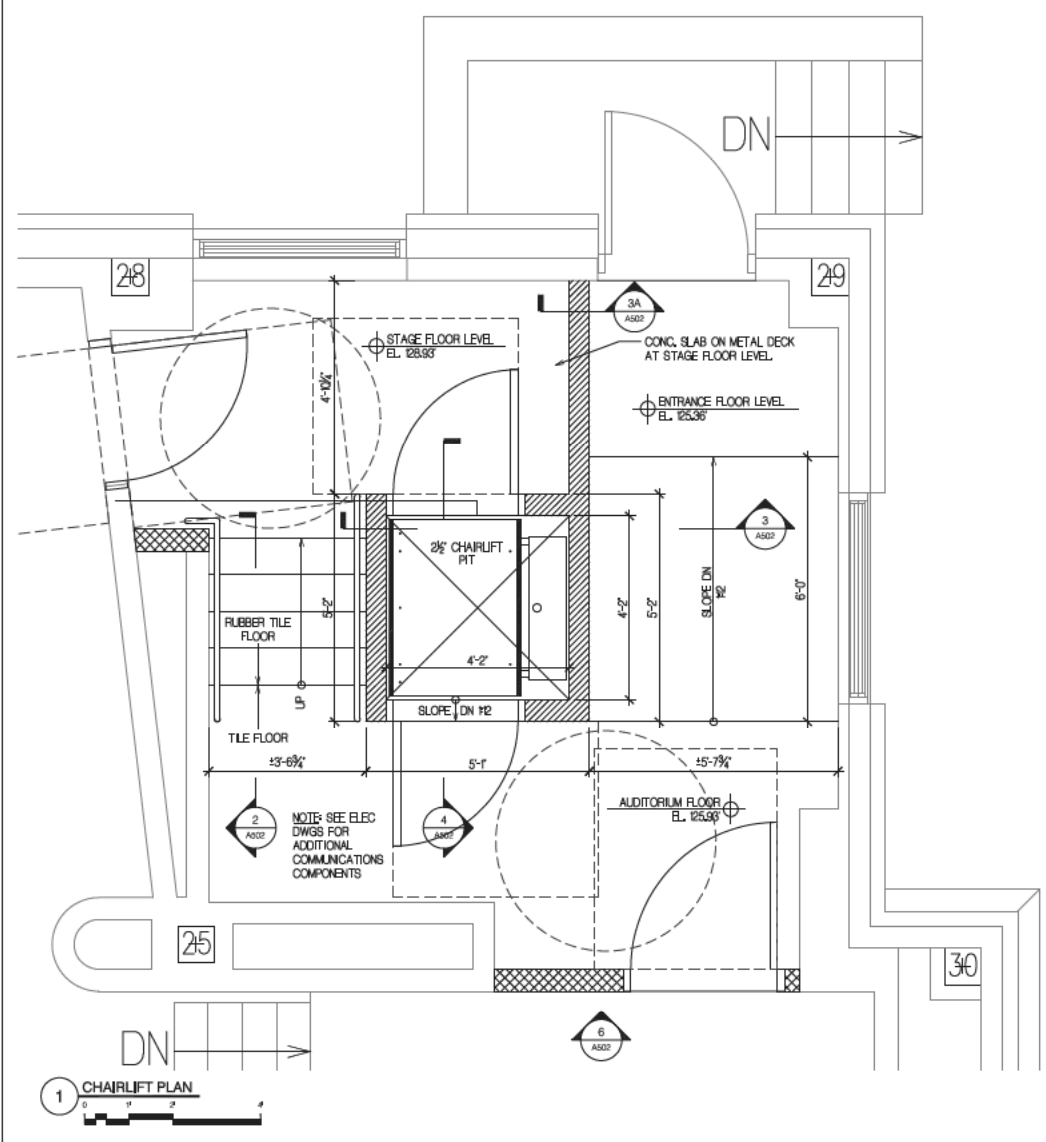 DN
28
29
3A
A502
STAGE FLOOR LEVEL
EL. 128.93'
CONC. SLAB ON METAL DECK
AT STAGE FLOOR LEVEL
4'-10¼"
ENTRANCE FLOOR LEVEL
EL. 125.36'
3
A502
2½" CHAIRLIFT
PIT
SLOPE DN
1:12
6'-0"
5'-2"
4'-2"
5'-2"
RUBBER TILE
FLOOR
4'-2"
UP
SLOPE DN 1:12
TILE FLOOR
±3'-6¾"
5'-1"
±5'-7¾"
AUDITORIUM FLOOR
EL. 125.93'
2
A502
NOTE: SEE ELEC
DWGS FOR
ADDITIONAL
COMMUNICATIONS
COMPONENTS
4
A502
25
30
6
A502
DN
1
CHAIRLIFT PLAN
0 1' 2' 4'